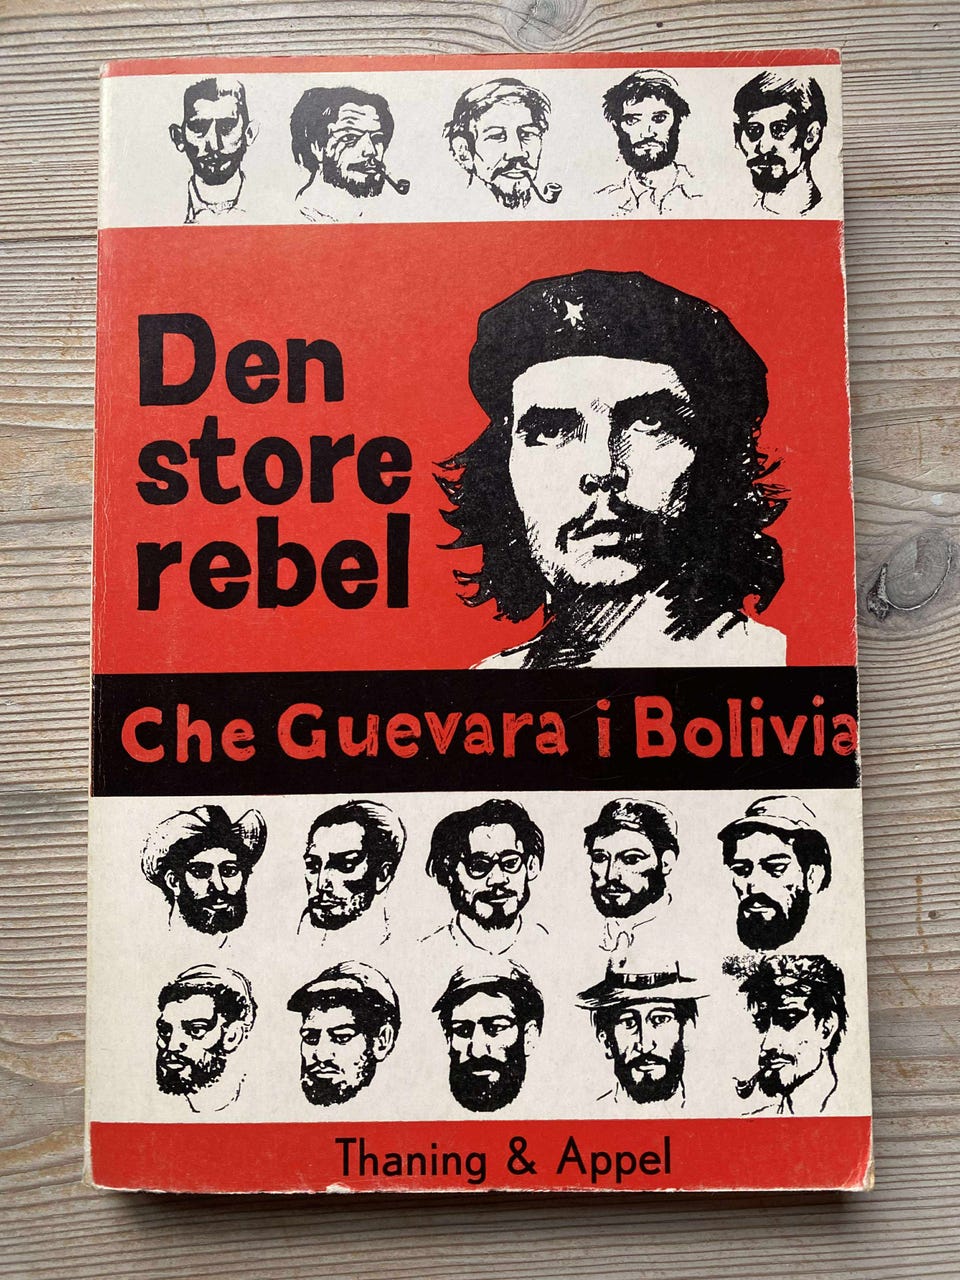 Den
store
rebel
Che Guevara i Bolivia
Thaning & Appel